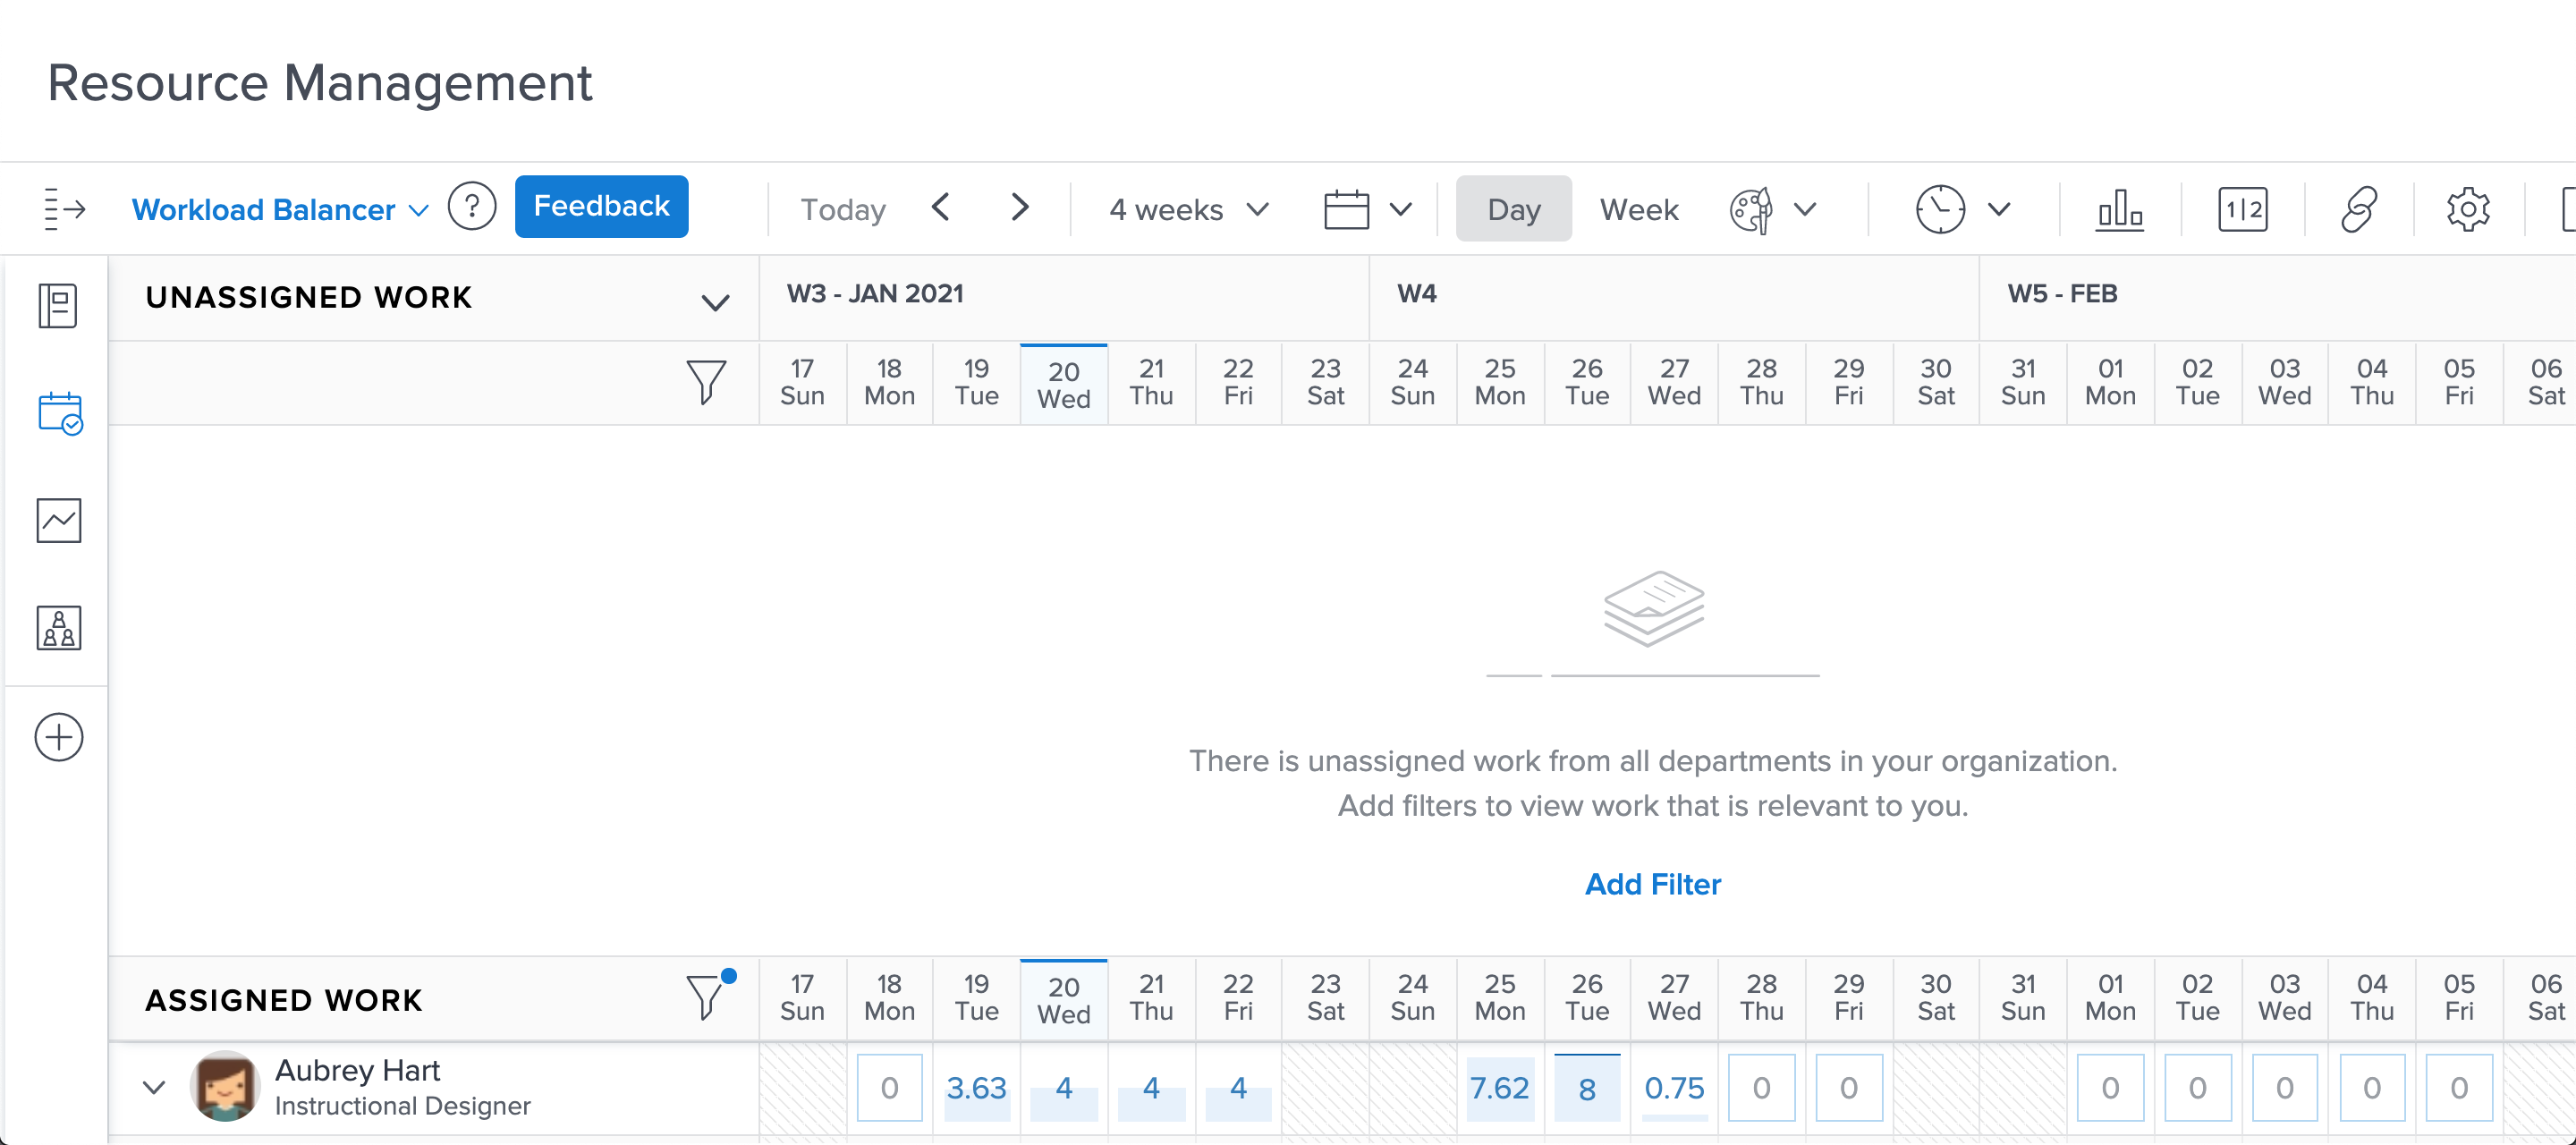 Resource Management
Workload Balancer ? Feedback Today 4 weeks Day Week 1|2
UNASSIGNED WORK W3 - JAN 2021 W4 W5 - FEB
17 18 19 20 21 22 23 24 25 26 27 28 29 30 31 01 02 03 04 05 06
Sun Mon Tue Wed Thu Fri Sat Sun Mon Tue Wed Thu Fri Sat Sun Mon Tue Wed Thu Fri Sat
There is unassigned work from all departments in your organization.
Add filters to view work that is relevant to you.
Add Filter
ASSIGNED WORK
17 18 19 20 21 22 23 24 25 26 27 28 29 30 31 01 02 03 04 05 06
Sun Mon Tue Wed Thu Fri Sat Sun Mon Tue Wed Thu Fri Sat Sun Mon Tue Wed Thu Fri Sat
Aubrey Hart
Instructional Designer
0 3.63 4 4 4 7.62 8 0.75 0 0 0 0 0 0 0